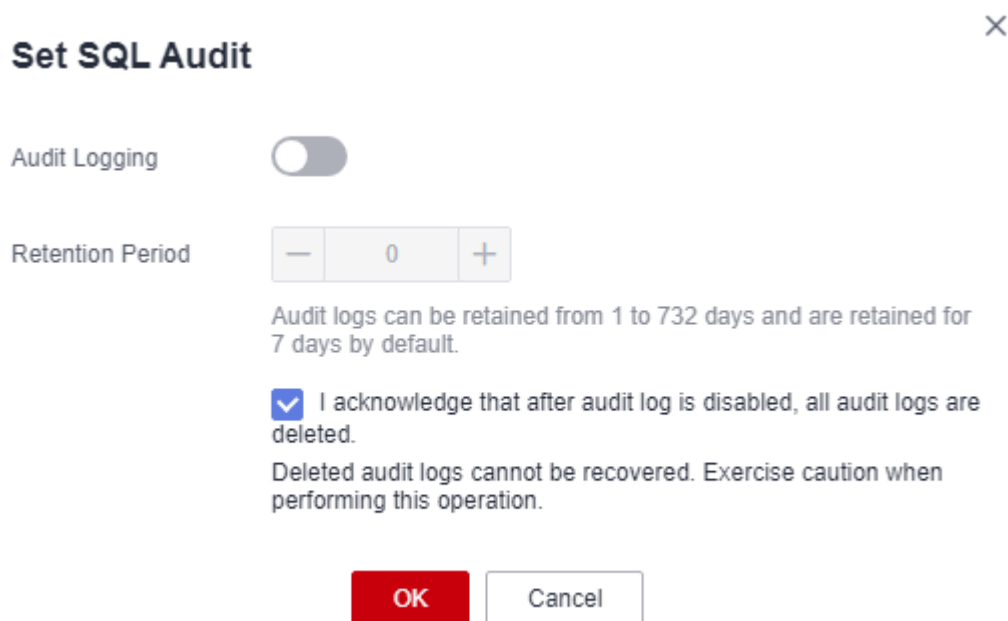 Set SQL Audit
Audit Logging
Retention Period
0
Audit logs can be retained from 1 to 732 days and are retained for
7 days by default.
I acknowledge that after audit log is disabled, all audit logs are
deleted.
Deleted audit logs cannot be recovered. Exercise caution when
performing this operation.
OK Cancel